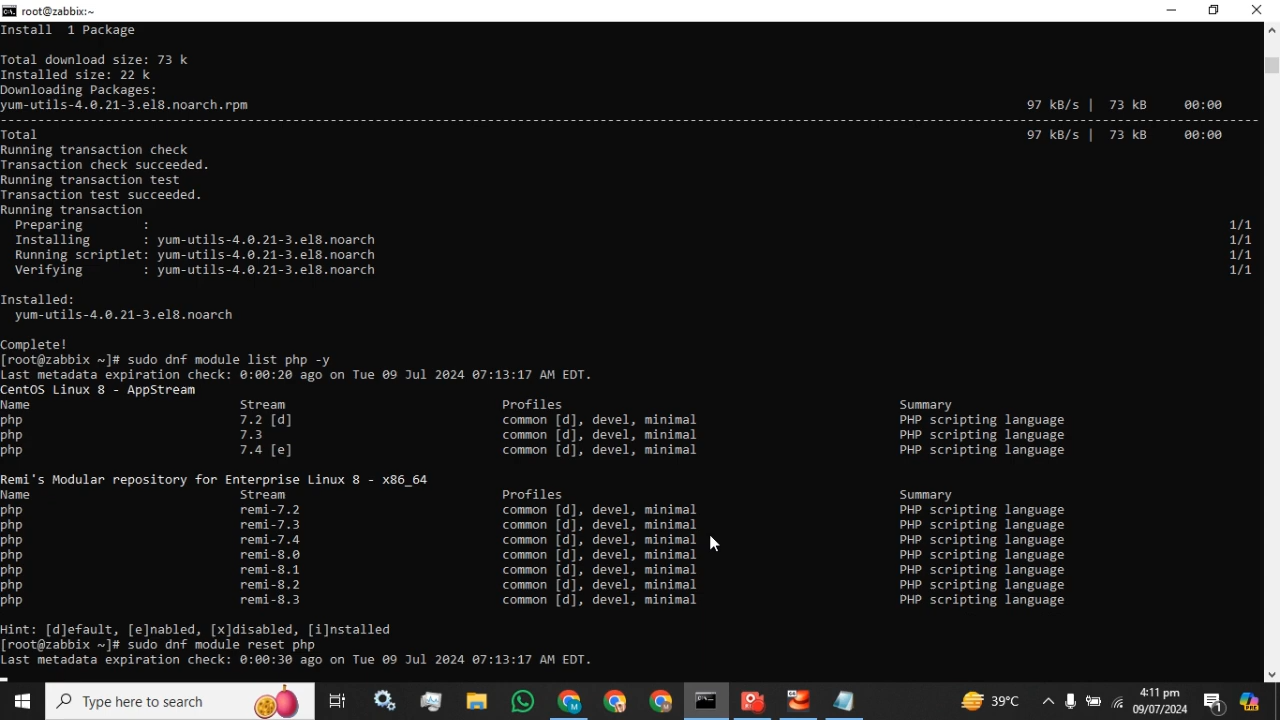 root@zabbix:~
Install  1 Package
Total download size: 73 k
Installed size: 22 k
Downloading Packages:
yum-utils-4.0.21-3.el8.noarch.rpm 97 kB/s | 73 kB 00:00
--------------------------------------------------------------------------------
Total 97 kB/s | 73 kB 00:00
Running transaction check
Transaction check succeeded.
Running transaction test
Transaction test succeeded.
Running transaction
Preparing : 1/1
Installing : yum-utils-4.0.21-3.el8.noarch 1/1
Running scriptlet: yum-utils-4.0.21-3.el8.noarch 1/1
Verifying : yum-utils-4.0.21-3.el8.noarch 1/1
Installed:
yum-utils-4.0.21-3.el8.noarch
Complete!
[root@zabbix ~]# sudo dnf module list php -y
Last metadata expiration check: 0:00:20 ago on Tue 09 Jul 2024 07:13:17 AM EDT.
CentOS Linux 8 - AppStream
Name Stream Profiles Summary
php 7.2 [d] common [d], devel, minimal PHP scripting language
php 7.3 common [d], devel, minimal PHP scripting language
php 7.4 [e] common [d], devel, minimal PHP scripting language
Remi's Modular repository for Enterprise Linux 8 - x86_64
Name Stream Profiles Summary
php remi-7.2 common [d], devel, minimal PHP scripting language
php remi-7.3 common [d], devel, minimal PHP scripting language
php remi-7.4 common [d], devel, minimal PHP scripting language
php remi-8.0 common [d], devel, minimal PHP scripting language
php remi-8.1 common [d], devel, minimal PHP scripting language
php remi-8.2 common [d], devel, minimal PHP scripting language
php remi-8.3 common [d], devel, minimal PHP scripting language
Hint: [d]efault, [e]nabled, [x]disabled, [i]nstalled
[root@zabbix ~]# sudo dnf module reset php
Last metadata expiration check: 0:00:30 ago on Tue 09 Jul 2024 07:13:17 AM EDT.
Type here to search
39°C
4:11 pm
09/07/2024
1